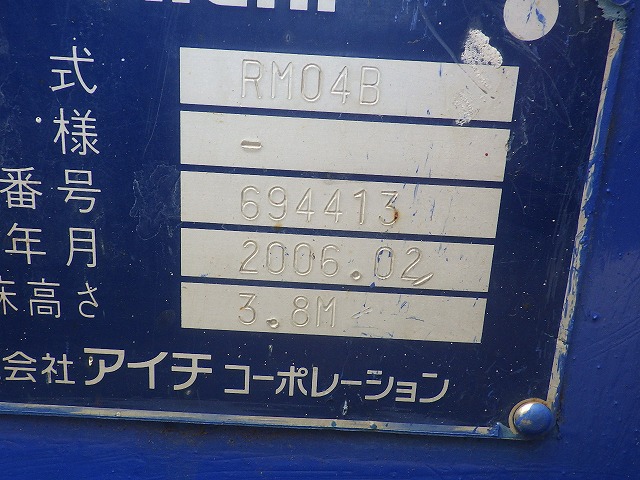 式 RM04B
様 -
番号 694413
年月 2006.02
床高さ 3.8M
会社 アイチ コーポレーション